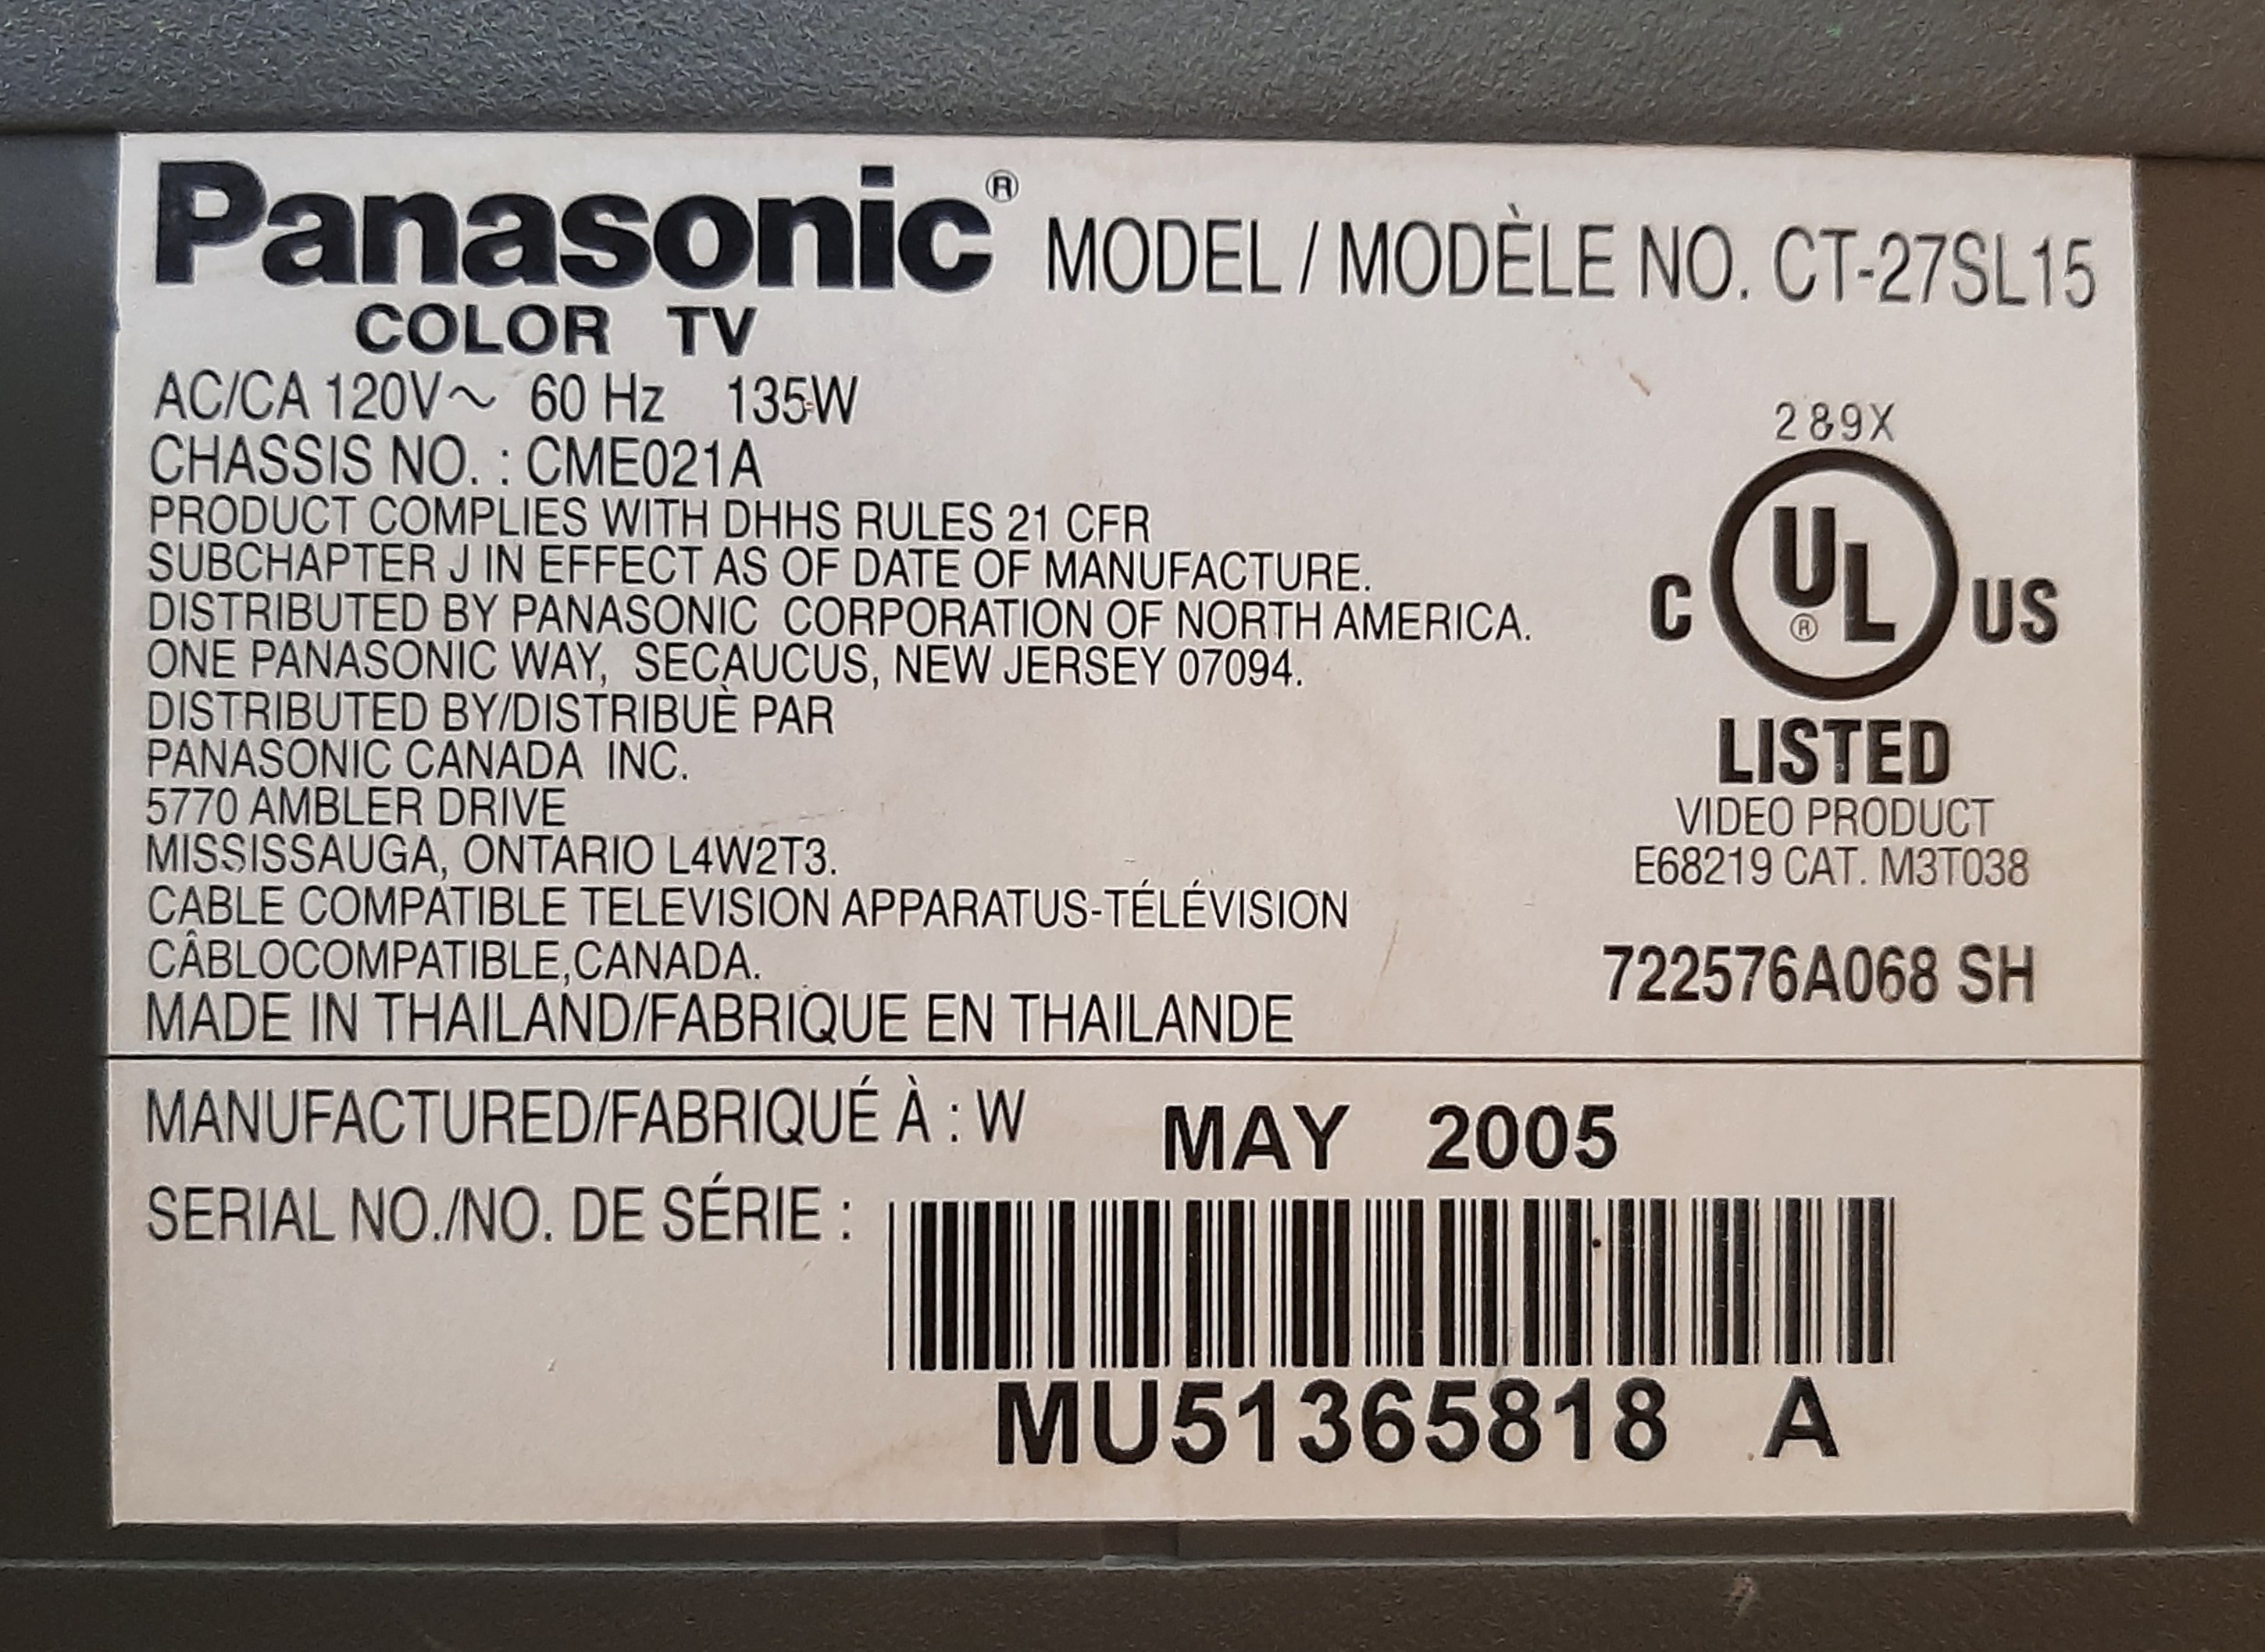 Panasonic® MODEL / MODÈLE NO. CT-27SL15
COLOR TV
AC/CA 120V~ 60 Hz 135W
CHASSIS NO. : CME021A
PRODUCT COMPLIES WITH DHHS RULES 21 CFR
SUBCHAPTER J IN EFFECT AS OF DATE OF MANUFACTURE.
DISTRIBUTED BY PANASONIC CORPORATION OF NORTH AMERICA.
ONE PANASONIC WAY, SECAUCUS, NEW JERSEY 07094.
DISTRIBUTED BY/DISTRIBUÈ PAR
PANASONIC CANADA INC.
5770 AMBLER DRIVE
MISSISSAUGA, ONTARIO L4W2T3.
CABLE COMPATIBLE TELEVISION APPARATUS-TÉLÉVISION
CÂBLOCOMPATIBLE,CANADA.
MADE IN THAILAND/FABRIQUE EN THAILANDE
289X
C UL® US
LISTED
VIDEO PRODUCT
E68219 CAT. M3T038
722576A068 SH
MANUFACTURED/FABRIQUÉ À : W MAY 2005
SERIAL NO./NO. DE SÉRIE :
MU51365818 A